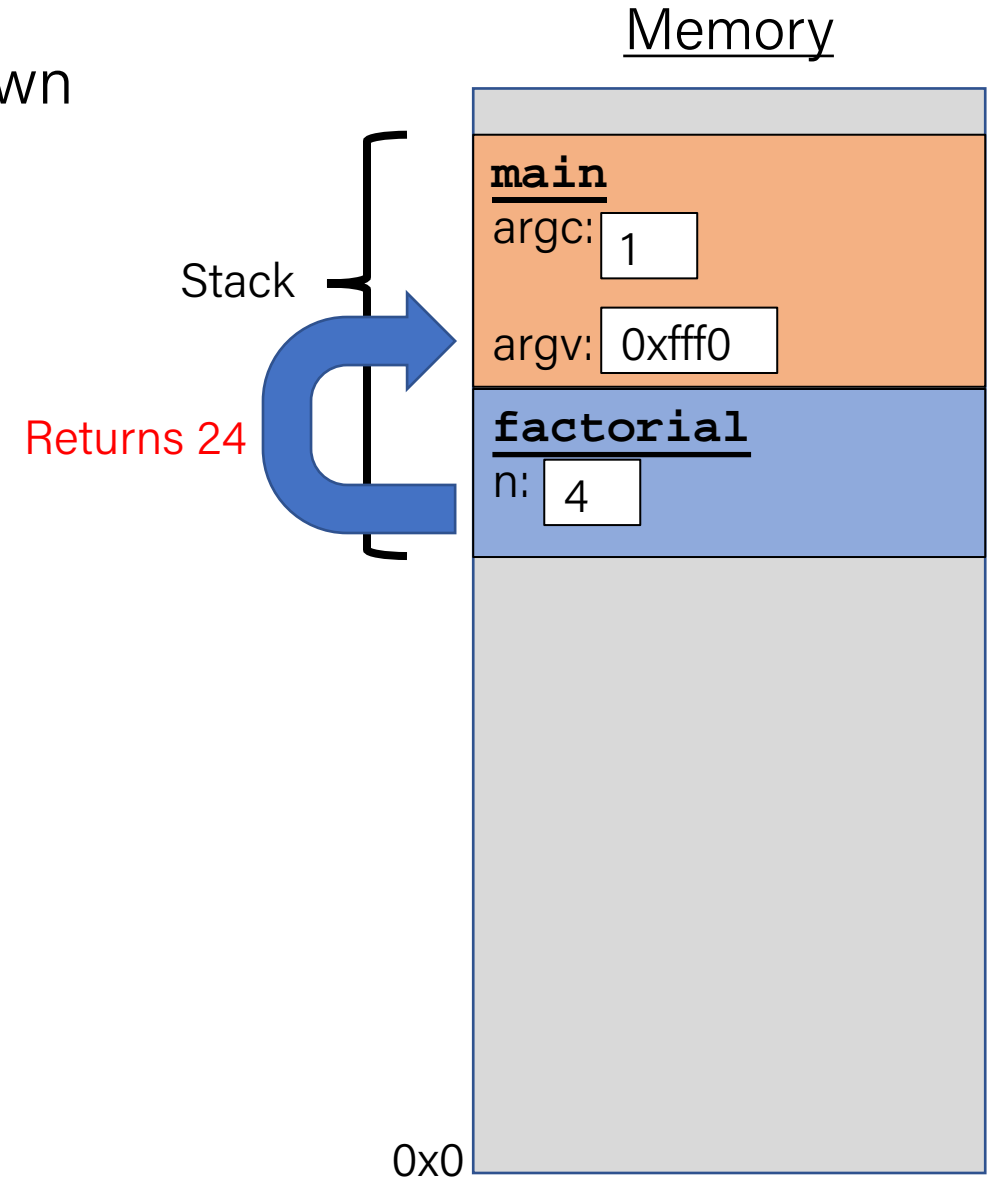 Memory
wn
main
argc: 1
Stack
argv: 0xfff0
Returns 24
factorial
n: 4
0x0